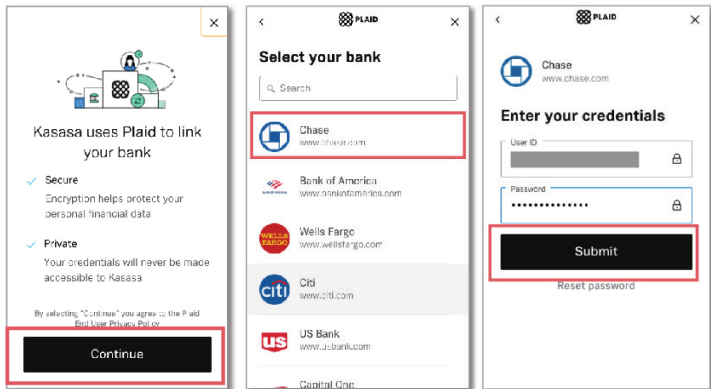 Kasasa uses Plaid to link
your bank
Secure
Encryption helps protect your
personal financial data
Private
Your credentials will never be made
accessible to Kasasa
By selecting "Continue" you agree to the Plaid
End User Privacy Policy
Continue
PLAID
Select your bank
Search
Chase
www.chase.com
Bank of America
www.bankofamerica.com
WELLS
FARGO
Wells Fargo
www.wellsfargo.com
citi
Citi
www.citi.com
us
US Bank
www.usbank.com
Capital One
PLAID
Chase
www.chase.com
Enter your credentials
User ID
Password
Submit
Reset password